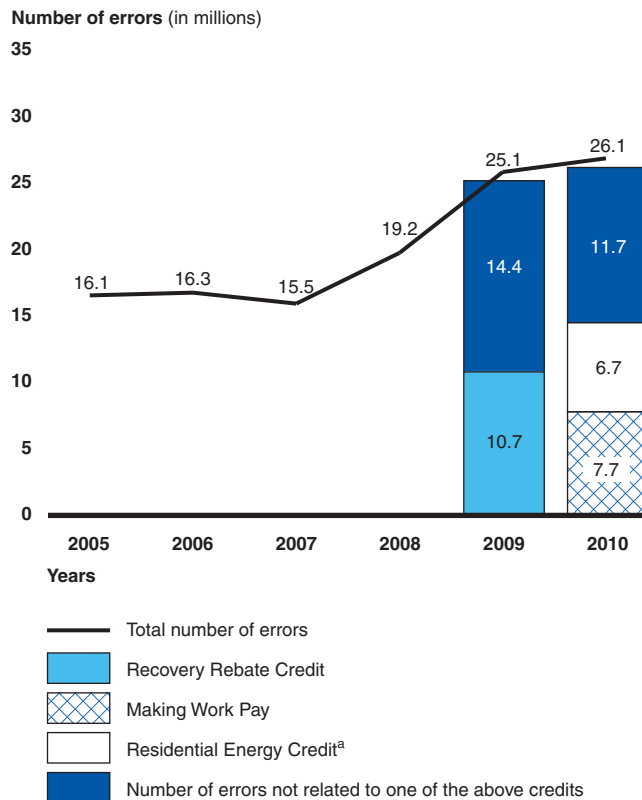 Number of errors (in millions)
35
30
26.1
25.1
25
19.2
20
11.7
14.4
16.1
16.3
15.5
15
6.7
10
10.7
5
7.7
0
2005 2006 2007 2008 2009 2010
Years
Total number of errors
Recovery Rebate Credit
Making Work Pay
Residential Energy Creditᵃ
Number of errors not related to one of the above credits